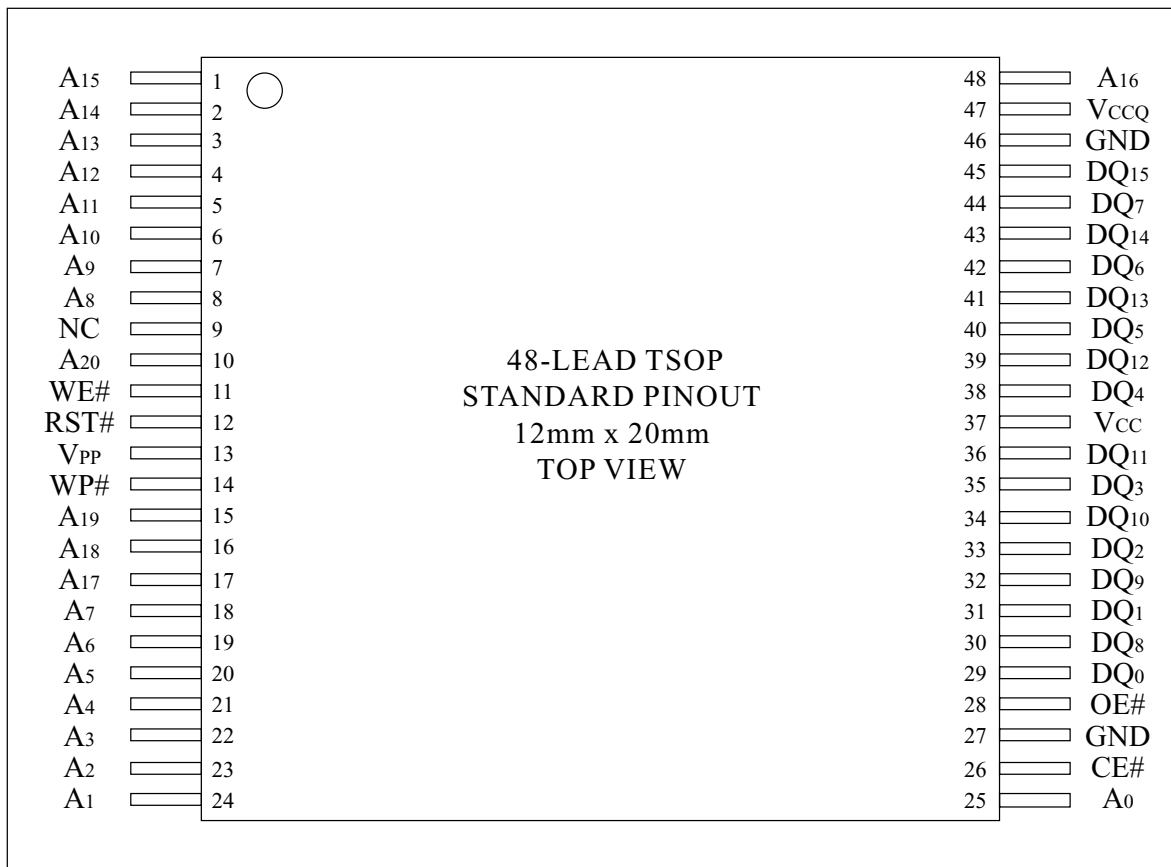 A15 1 48 A16
A14 2 47 VCCQ
A13 3 46 GND
A12 4 45 DQ15
A11 5 44 DQ7
A10 6 43 DQ14
A9 7 42 DQ6
A8 8 41 DQ13
NC 9 40 DQ5
A20 10 39 DQ12
WE# 11 38 DQ4
RST# 12 37 VCC
VPP 13 36 DQ11
WP# 14 35 DQ3
A19 15 34 DQ10
A18 16 33 DQ2
A17 17 32 DQ9
A7 18 31 DQ1
A6 19 30 DQ8
A5 20 29 DQ0
A4 21 28 OE#
A3 22 27 GND
A2 23 26 CE#
A1 24 25 A0
48-LEAD TSOP
STANDARD PINOUT
12mm x 20mm
TOP VIEW